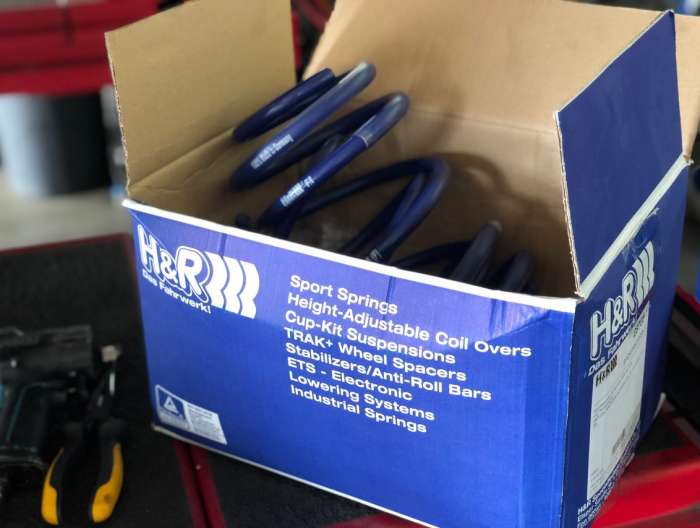 H&R
Das Fahrwerk!
Sport Springs
Height-Adjustable Coil Overs
Cup-Kit Suspensions
TRAK+ Wheel Spacers
Stabilizers/Anti-Roll Bars
ETS - Electronic
Lowering Systems
Industrial Springs
H&R
Das
H&R
H&R